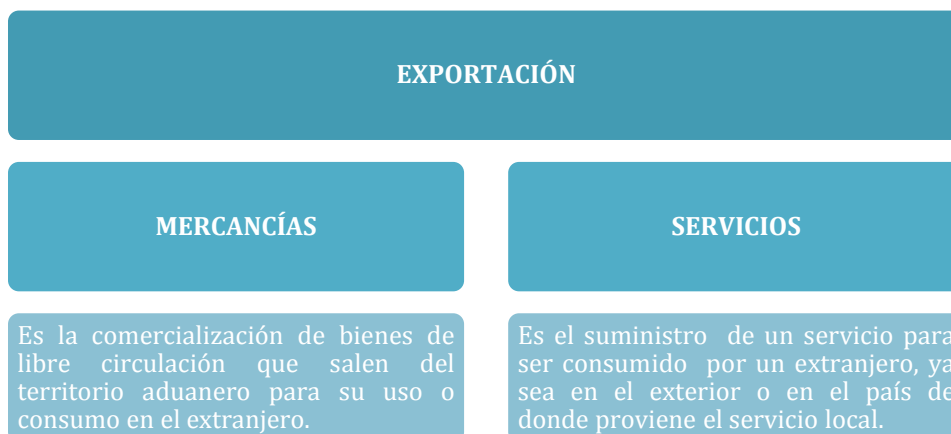 EXPORTACIÓN
MERCANCÍAS
SERVICIOS
Es la comercialización de bienes de
libre circulación que salen del
territorio aduanero para su uso o
consumo en el extranjero.
Es el suministro de un servicio para
ser consumido por un extranjero, ya
sea en el exterior o en el país de
donde proviene el servicio local.